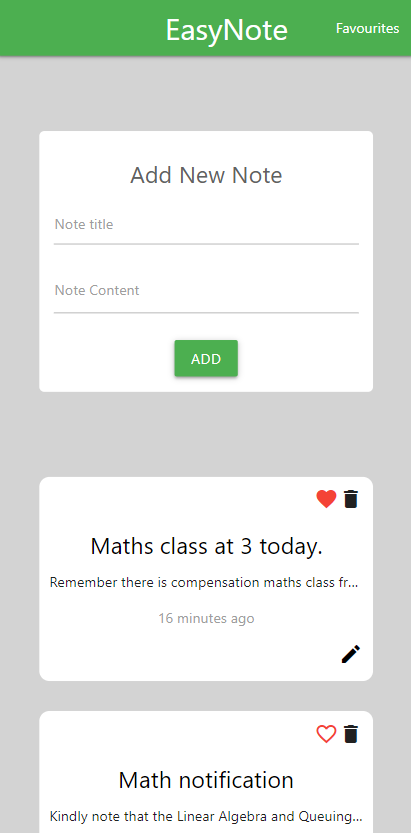 EasyNote
Favourites
Add New Note
Note title
Note Content
ADD
Maths class at 3 today.
Remember there is compensation maths class fr...
16 minutes ago
Math notification
Kindly note that the Linear Algebra and Queuing...